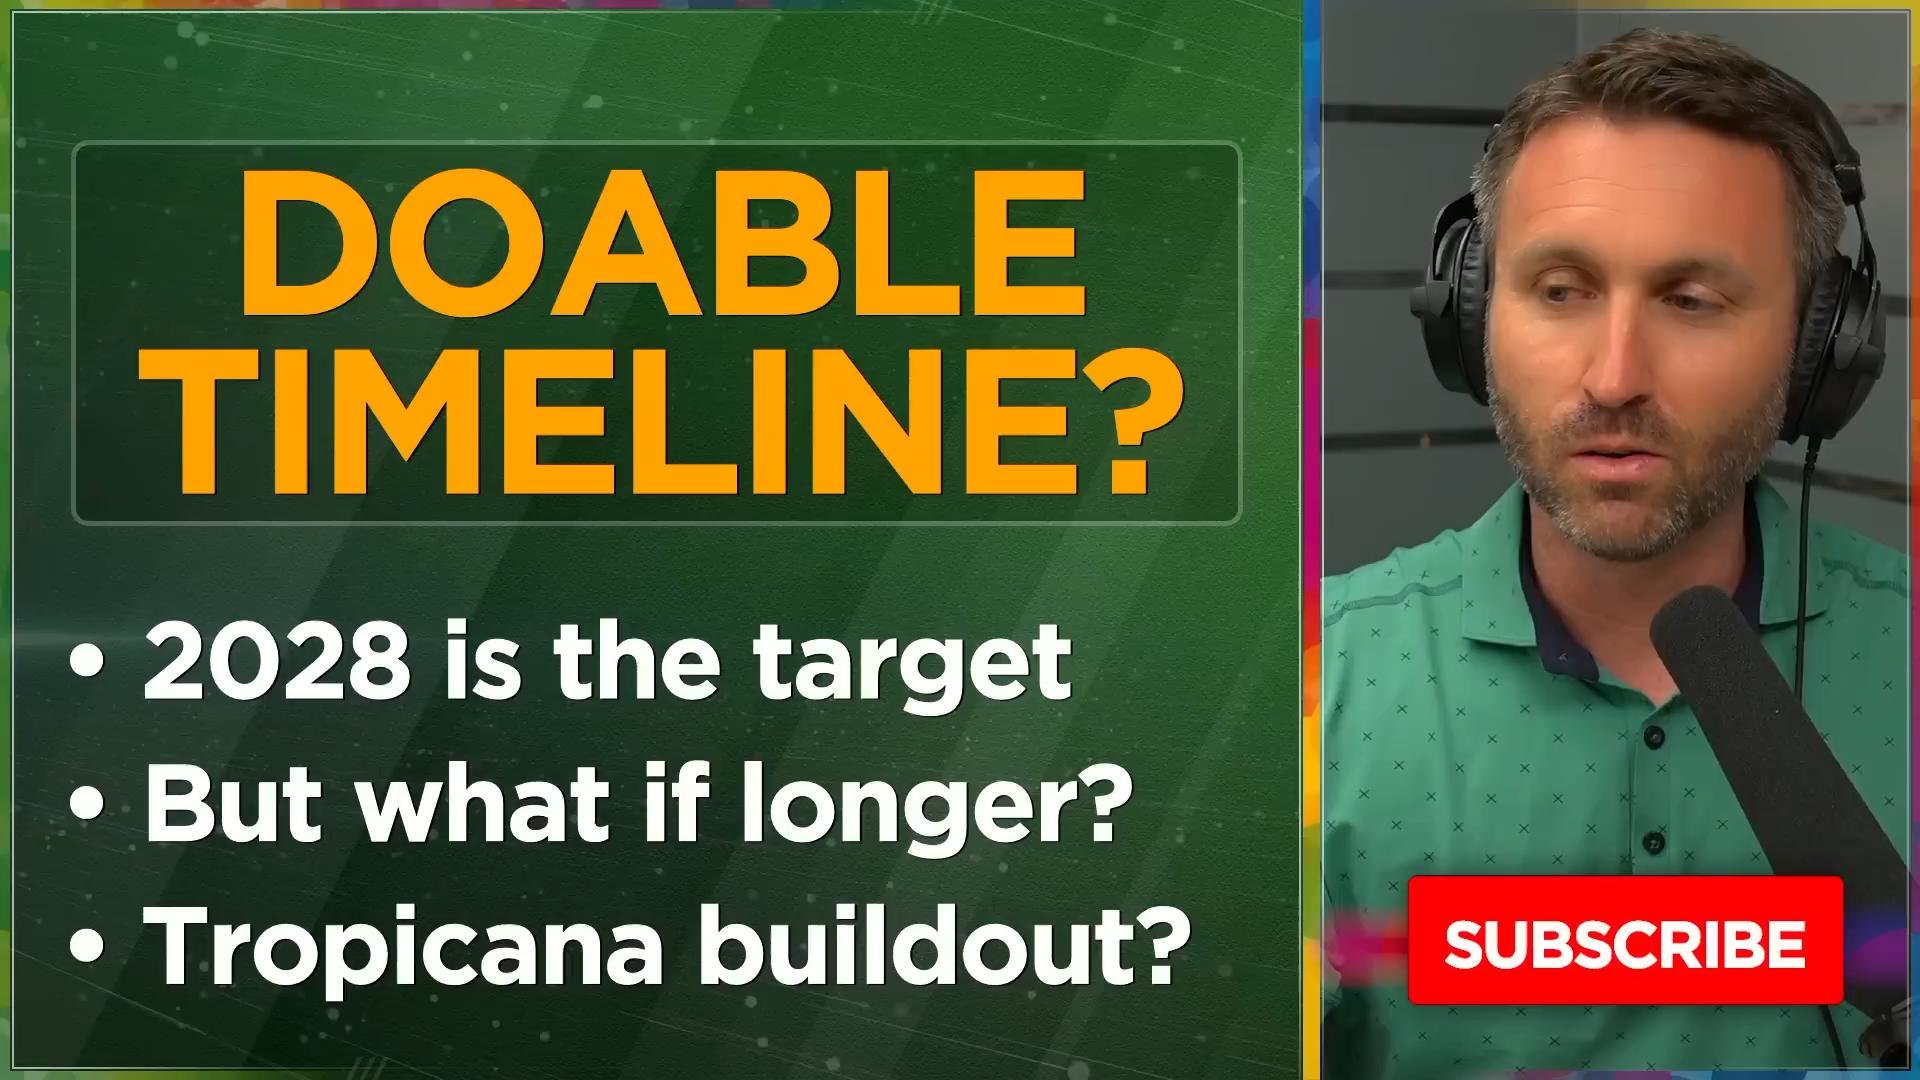 DOABLE
TIMELINE?
• 2028 is the target
• But what if longer?
• Tropicana buildout?
SUBSCRIBE